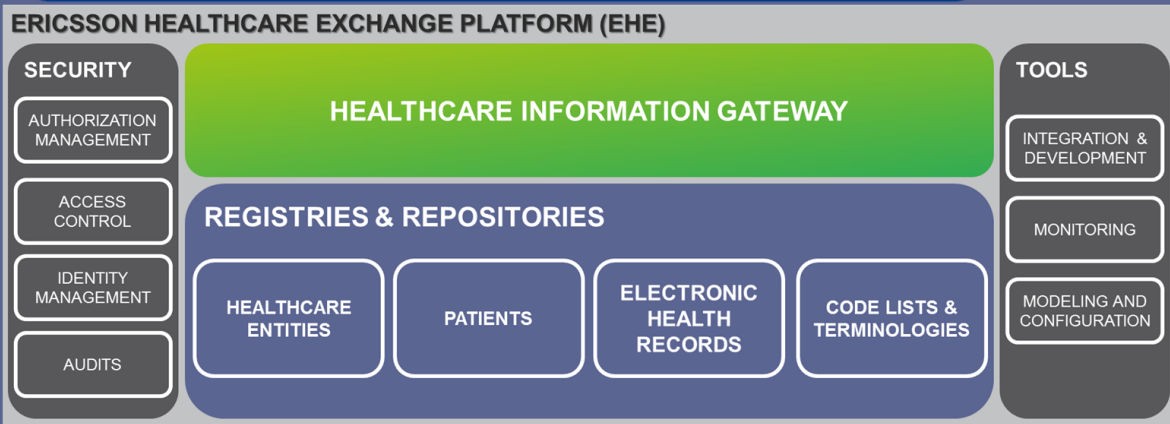 ERICSSON HEALTHCARE EXCHANGE PLATFORM (EHE)
SECURITY
AUTHORIZATION
MANAGEMENT
ACCESS
CONTROL
IDENTITY
MANAGEMENT
AUDITS
HEALTHCARE INFORMATION GATEWAY
REGISTRIES & REPOSITORIES
HEALTHCARE
ENTITIES
PATIENTS
ELECTRONIC
HEALTH
RECORDS
CODE LISTS &
TERMINOLOGIES
TOOLS
INTEGRATION &
DEVELOPMENT
MONITORING
MODELING AND
CONFIGURATION